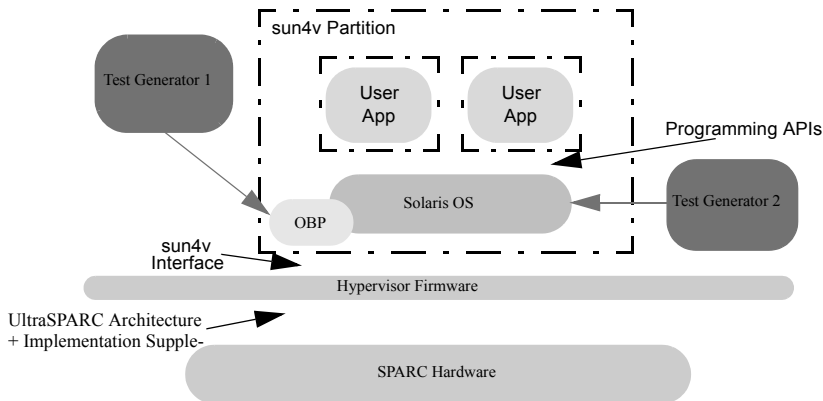 sun4v Partition
Test Generator 1
User
App
User
App
Programming APIs
Solaris OS
Test Generator 2
OBP
sun4v
Interface
Hypervisor Firmware
UltraSPARC Architecture
+ Implementation Supple-
SPARC Hardware